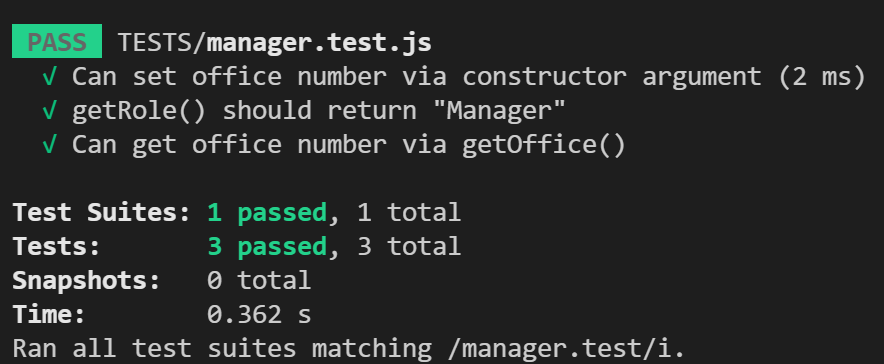 PASS TESTS/manager.test.js
√ Can set office number via constructor argument (2 ms)
√ getRole() should return "Manager"
√ Can get office number via getOffice()
Test Suites: 1 passed, 1 total
Tests: 3 passed, 3 total
Snapshots: 0 total
Time: 0.362 s
Ran all test suites matching /manager.test/i.